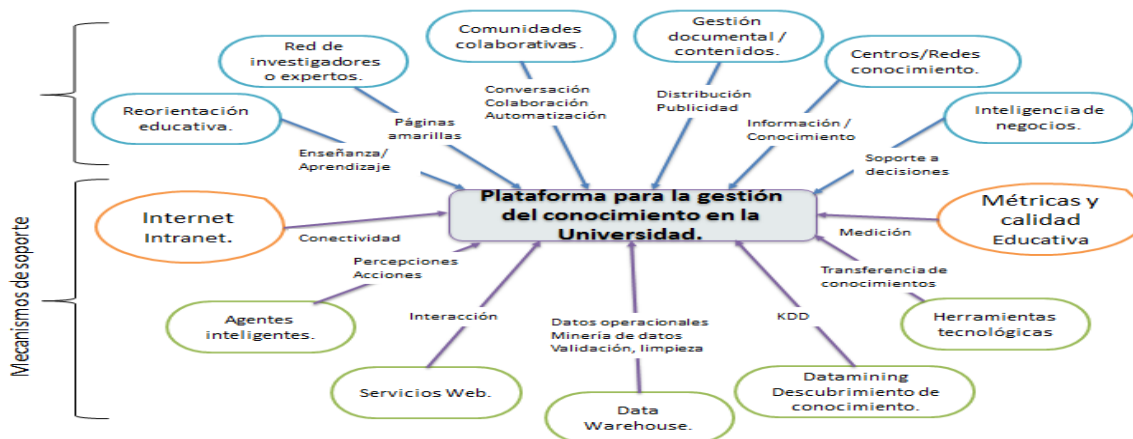 Comunidades
colaborativas.
Gestión
documental /
contenidos.
Red de
investigadores
o expertos.
Centros/Redes
conocimiento.
Reorientación
educativa.
Inteligencia de
negocios.
Conversación
Colaboración
Automatización
Distribución
Publicidad
Páginas
amarillas
Información /
Conocimiento
Enseñanza/
Aprendizaje
Soporte a
decisiones
Plataforma para la gestión
del conocimiento en la
Universidad.
Mecanismos de soporte
Internet
Intranet.
Conectividad
Métricas y
calidad
Educativa
Medición
Percepciones
Acciones
Transferencia de
conocimientos
Agentes
inteligentes.
Interacción
Datos operacionales
Minería de datos
Validación, limpieza
KDD
Herramientas
tecnológicas
Servicios Web.
Data
Warehouse.
Datamining
Descubrimiento de
conocimiento.